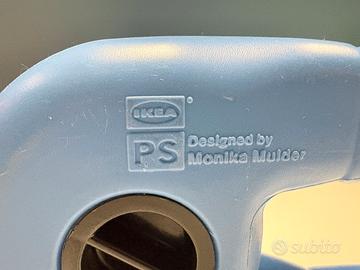 IKEA®
PS
Designed by
Monika Mulder
subito